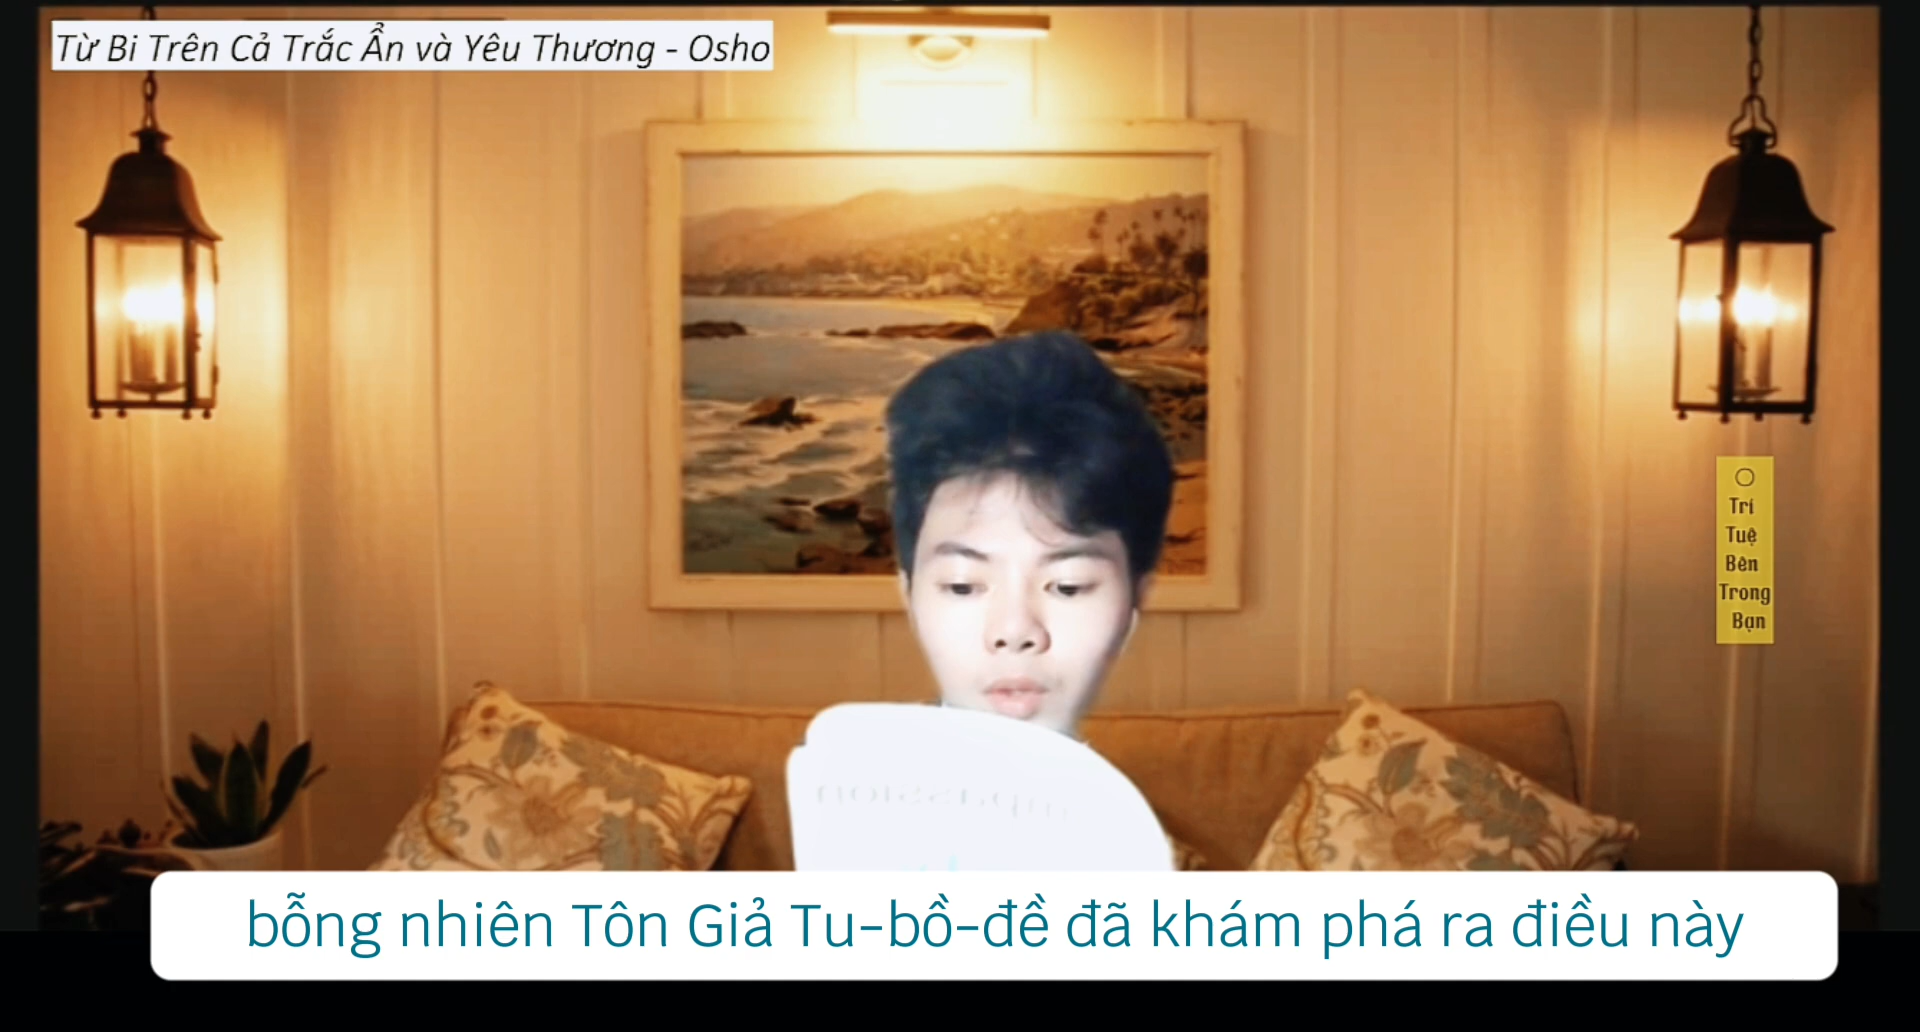 Từ Bi Trên Cả Trắc Ẩn và Yêu Thương - Osho
Trí
Tuệ
Bên
Trong
Bạn
bỗng nhiên Tôn Giả Tu-bồ-đề đã khám phá ra điều này